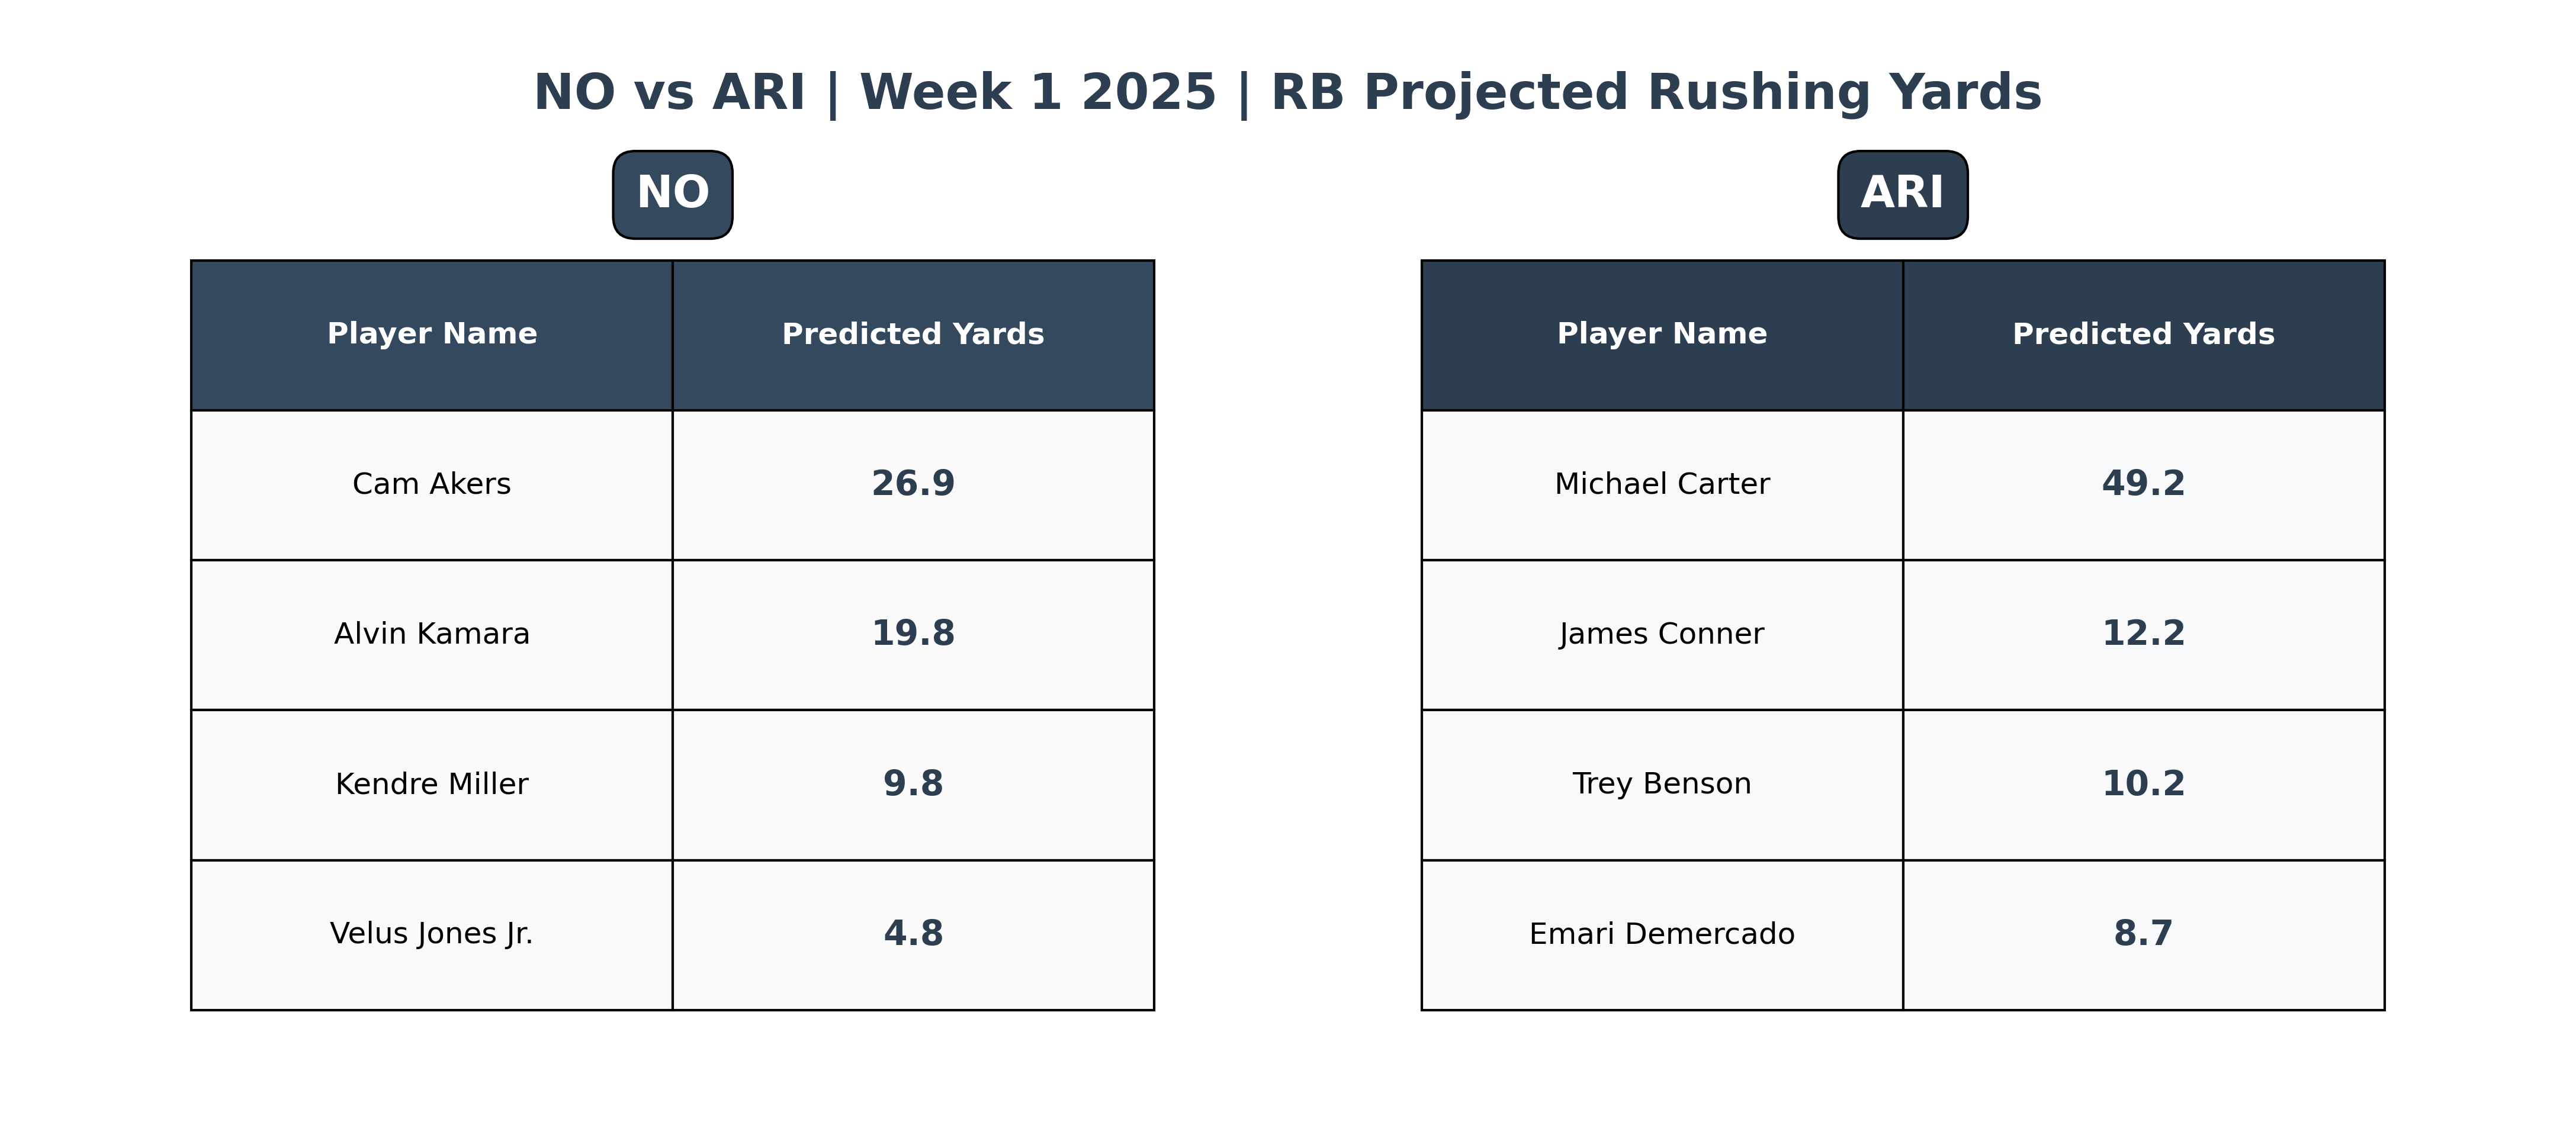 NO vs ARI | Week 1 2025 | RB Projected Rushing Yards
NO
Player Name Predicted Yards
Cam Akers 26.9
Alvin Kamara 19.8
Kendre Miller 9.8
Velus Jones Jr. 4.8
ARI
Player Name Predicted Yards
Michael Carter 49.2
James Conner 12.2
Trey Benson 10.2
Emari Demercado 8.7